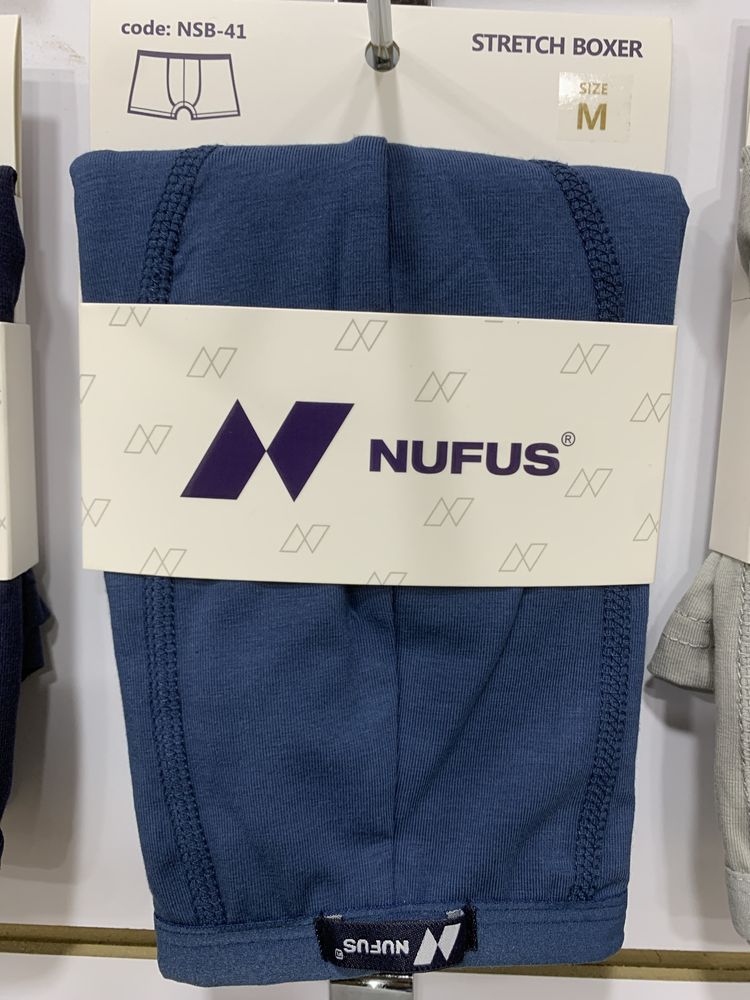 code: NSB-41
STRETCH BOXER
SIZE
M
NUFUS®
NUFUS®